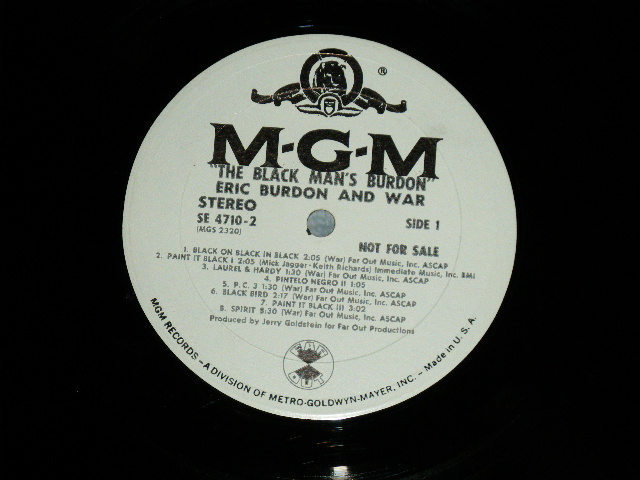 ®
M-G-M
"THE BLACK MAN'S BURDON"
ERIC BURDON AND WAR
STEREO
SE 4710-2 SIDE 1
(MGS 2320)
NOT FOR SALE
1. BLACK ON BLACK IN BLACK 2:05 (War) Far Out Music, Inc. ASCAP
2. PAINT IT BLACK I 2:05 (Mick Jagger-Keith Richards) Immediate Music, Inc. BMI
3. LAUREL & HARDY 1:30 (War) Far Out Music, Inc. ASCAP
4. PINTELO NEGRO II 1:05
5. P.C. 3 1:30 (War) Far Out Music, Inc. ASCAP
6. BLACK BIRD 2:17 (War) Far Out Music, Inc. ASCAP
7. PAINT IT BLACK III 3:02
8. SPIRIT 8:30 (War) Far Out Music, Inc. ASCAP
Produced by Jerry Goldstein for Far Out Productions
FAR OUT
MGM RECORDS – A DIVISION OF METRO-GOLDWYN-MAYER, INC. – Made in U.S.A.